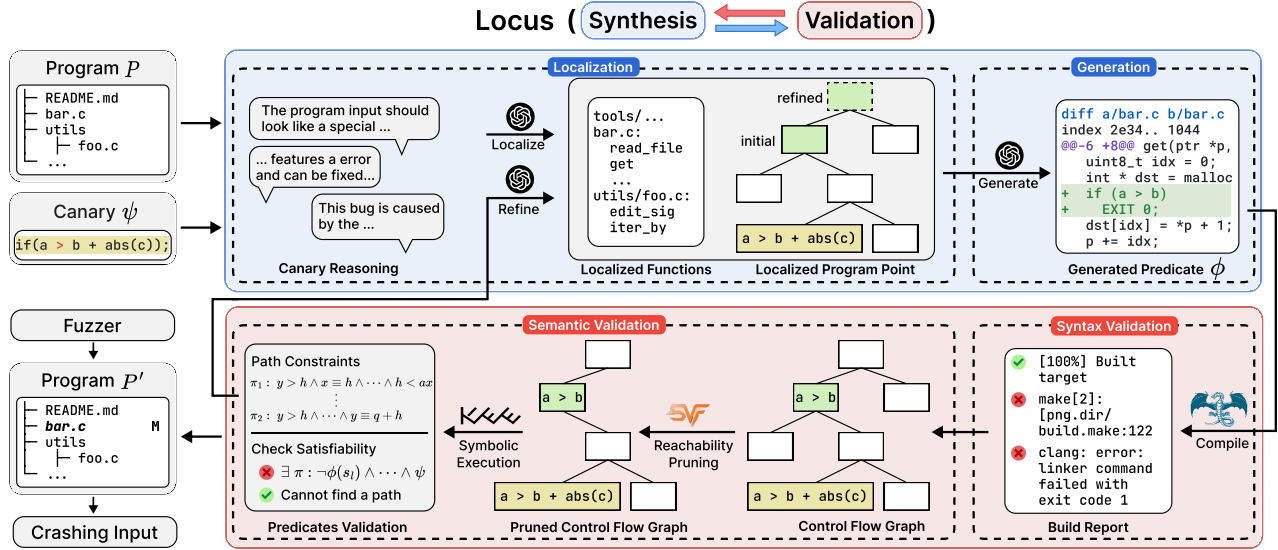 Locus ( Synthesis Validation )
Program P
README.md
bar.c
utils
foo.c
...
Canary ψ
if(a > b + abs(c));
Localization
The program input should
look like a special ...
... features a error
and can be fixed...
This bug is caused
by the ...
Canary Reasoning
Localize
Refine
tools/...
bar.c:
read_file
get
...
utils/foo.c:
edit_sig
iter_by
Localized Functions
refined
initial
a > b + abs(c)
Localized Program Point
Generate
Generation
diff a/bar.c b/bar.c
index 2e34.. 1044
@@-6 +8@@ get(ptr *p,
uint8_t idx = 0;
int * dst = malloc
+ if (a > b)
+ EXIT 0;
dst[idx] = *p + 1;
p += idx;
Generated Predicate ϕ
Fuzzer
Program P′
README.md
bar.c M
utils
foo.c
...
Crashing Input
Semantic Validation
Path Constraints
π₁ : y > h ∧ x ≡ h ∧ ⋯ ∧ h < ax
⋮
π₂ : y > h ∧ ⋯ ∧ y ≡ q + h
Check Satisfiability
∃ π : ¬ϕ(sₗ) ∧ ⋯ ∧ ψ
Cannot find a path
Predicates Validation
KLEE
Symbolic
Execution
a > b
a > b + abs(c)
Pruned Control Flow Graph
SVF
Reachability
Pruning
a > b
a > b + abs(c)
Control Flow Graph
Syntax Validation
[100%] Built
target
make[2]:
[png.dir/
build.make:122
clang: error:
linker command
failed with
exit code 1
Build Report
Compile